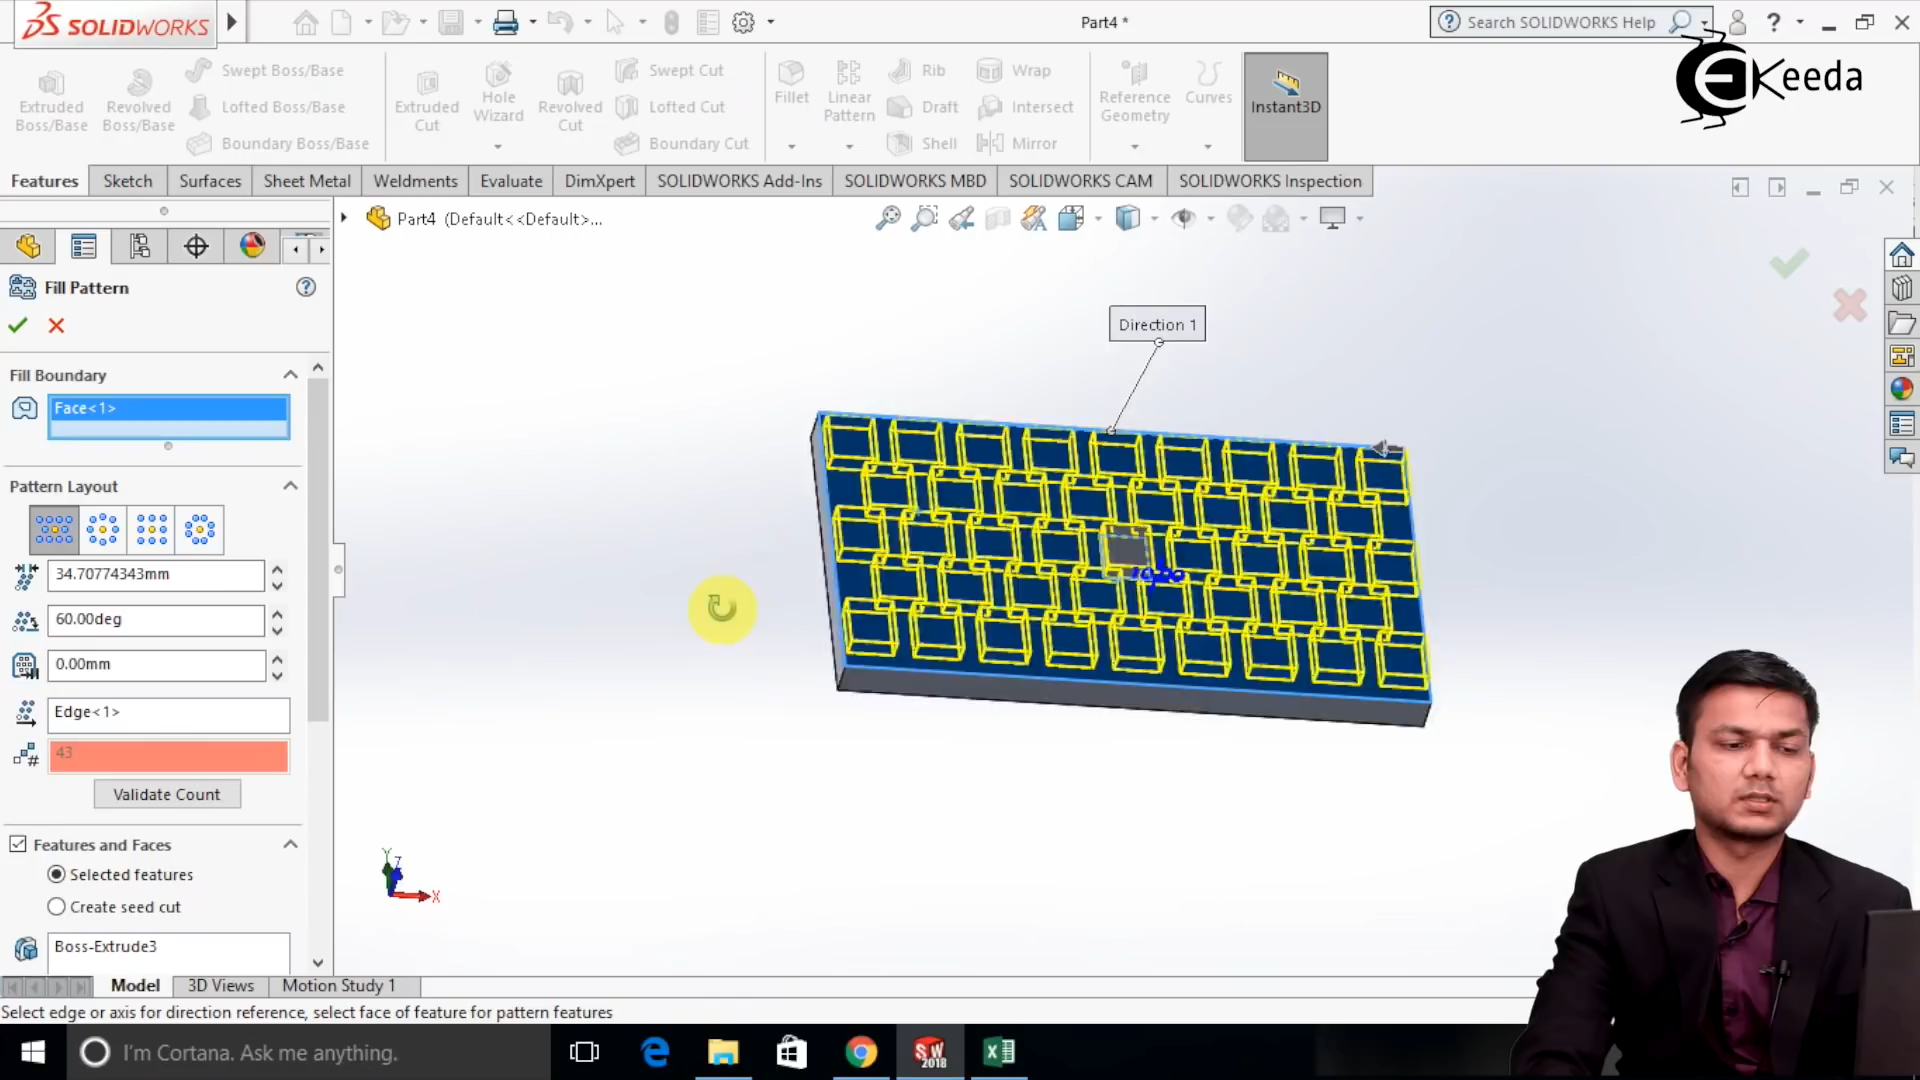 SOLIDWORKS
Part4 *
Search SOLIDWORKS Help
Keeda
Extruded Boss/Base
Revolved Boss/Base
Swept Boss/Base
Lofted Boss/Base
Boundary Boss/Base
Extruded Cut
Hole Wizard
Revolved Cut
Swept Cut
Lofted Cut
Boundary Cut
Fillet
Linear Pattern
Rib
Draft
Shell
Wrap
Intersect
Mirror
Reference Geometry
Curves
Instant3D
Features
Sketch
Surfaces
Sheet Metal
Weldments
Evaluate
DimXpert
SOLIDWORKS Add-Ins
SOLIDWORKS MBD
SOLIDWORKS CAM
SOLIDWORKS Inspection
Part4 (Default<<Default>...
Fill Pattern
Fill Boundary
Face<1>
Pattern Layout
34.70774343mm
60.00deg
0.00mm
Edge<1>
43
Validate Count
Features and Faces
Selected features
Create seed cut
Boss-Extrude3
Direction 1
Y
Z
X
Model
3D Views
Motion Study 1
Select edge or axis for direction reference, select face of feature for pattern features
I'm Cortana. Ask me anything.
SW
2018